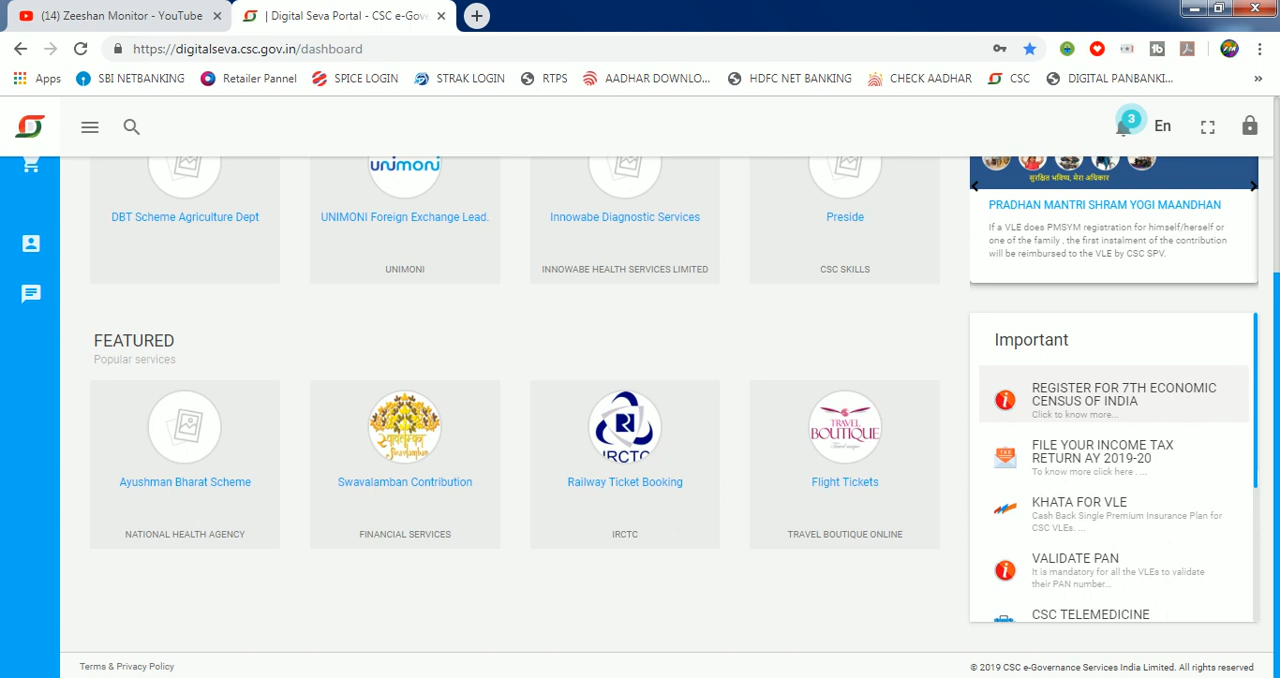 (14) Zeeshan Monitor - YouTube
| Digital Seva Portal - CSC e-Gove
https://digitalseva.csc.gov.in/dashboard
Apps SBI NETBANKING Retailer Pannel SPICE LOGIN STRAK LOGIN RTPS AADHAR DOWNLO... HDFC NET BANKING CHECK AADHAR CSC DIGITAL PANBANKI... »
3
En
unimoni
DBT Scheme Agriculture Dept
UNIMONI Foreign Exchange Lead.
UNIMONI
Innowabe Diagnostic Services
INNOWABE HEALTH SERVICES LIMITED
Preside
CSC SKILLS
सुरक्षित भविष्य, मेरा अधिकार
PRADHAN MANTRI SHRAM YOGI MAANDHAN
If a VLE does PMSYM registration for himself/herself or
one of the family , the first instalment of the contribution
will be reimbursed to the VLE by CSC SPV.
FEATURED
Popular services
Ayushman Bharat Scheme
NATIONAL HEALTH AGENCY
स्वावलम्बन
Swavalamban
Swavalamban Contribution
FINANCIAL SERVICES
IRCTC
Railway Ticket Booking
IRCTC
TRAVEL
BOUTIQUE
Flight Tickets
TRAVEL BOUTIQUE ONLINE
Important
REGISTER FOR 7TH ECONOMIC
CENSUS OF INDIA
Click to know more...
TAX
FILE YOUR INCOME TAX
RETURN AY 2019-20
To know more click here . ...
KHATA FOR VLE
Cash Back Single Premium Insurance Plan for
CSC VLEs. ...
VALIDATE PAN
It is mandatory for all the VLEs to validate
their PAN number...
CSC TELEMEDICINE
Terms & Privacy Policy
© 2019 CSC e-Governance Services India Limited. All rights reserved